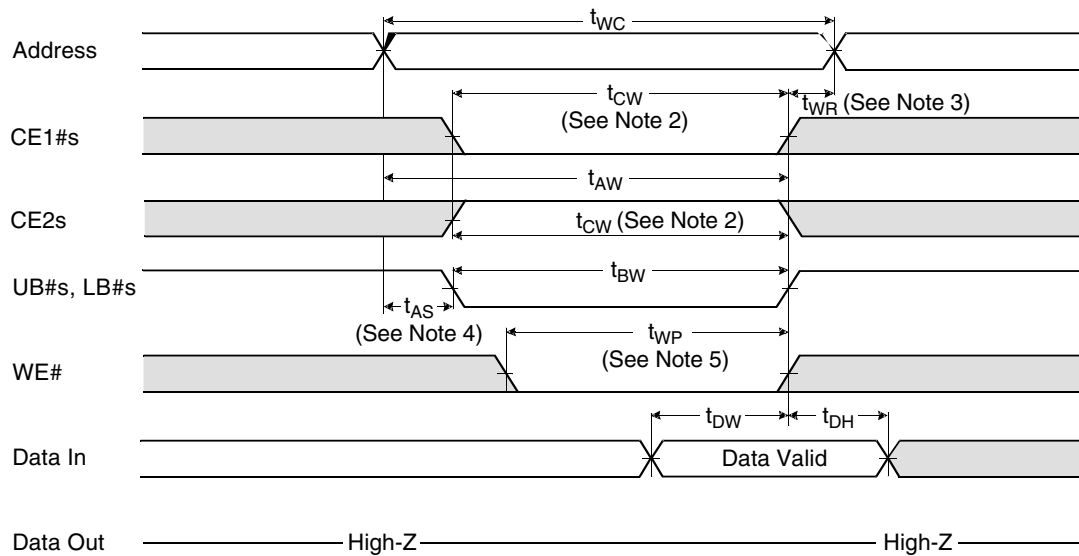 tWC
Address
tCW
(See Note 2)
tWR (See Note 3)
CE1#s
tAW
CE2s
tCW (See Note 2)
tBW
UB#s, LB#s
tAS
(See Note 4)
tWP
(See Note 5)
WE#
tDW
tDH
Data In
Data Valid
Data Out
High-Z
High-Z